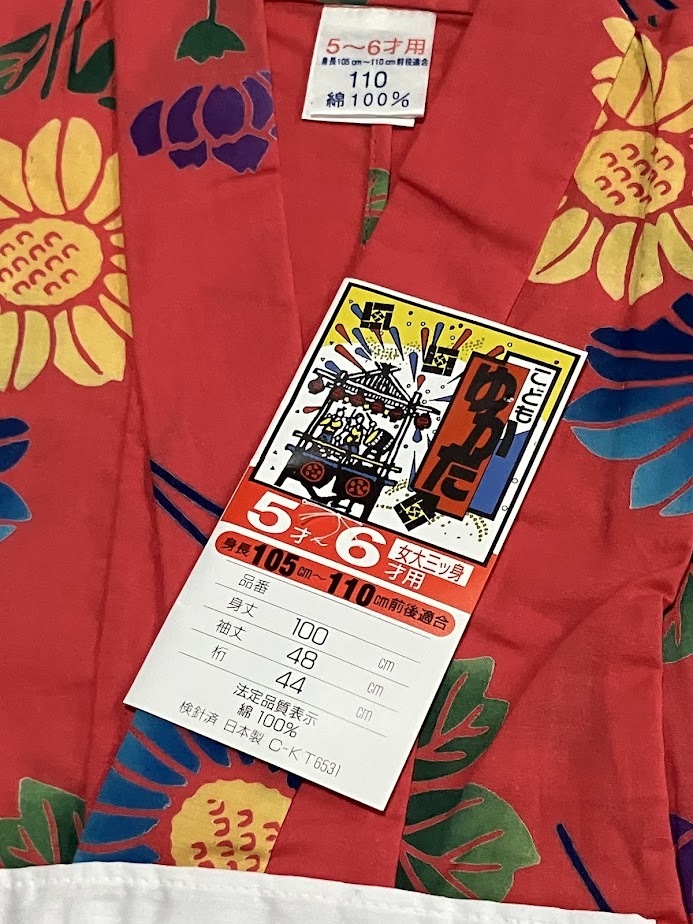 5〜6才用
身長105cm〜110cm前後適合
110
綿100%
こども
ゆかた
5才〜6才用
女大三ッ身
身長105cm〜110cm前後適合
品番
身丈 100 cm
袖丈 48 cm
裄 44 cm
法定品質表示
綿100%
検針済 日本製 C-KT6531